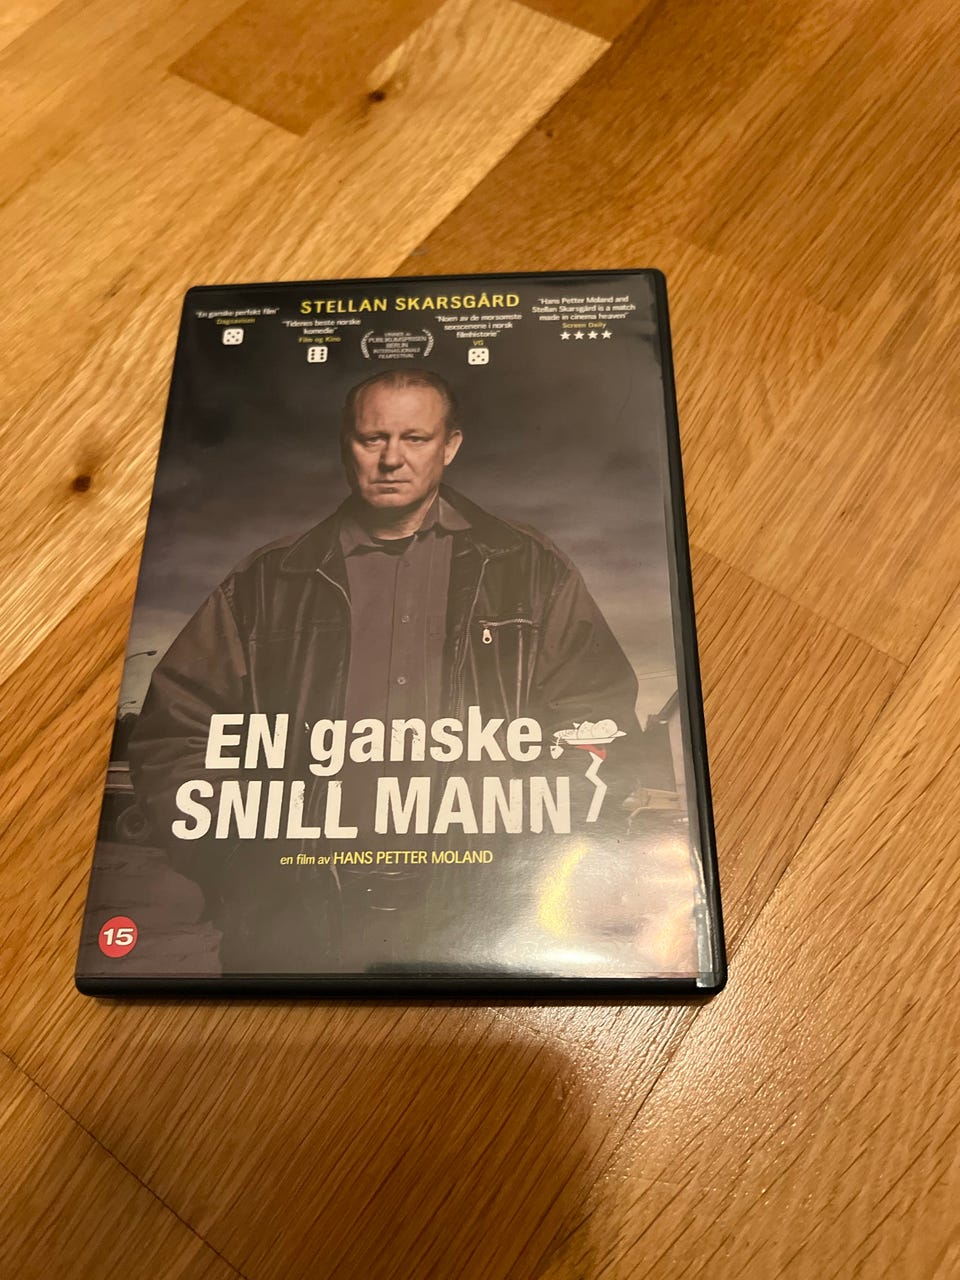 STELLAN SKARSGÅRD
"En ganske perfekt film"
Dagsavisen
"Tidenes beste norske
komedie"
Film og Kino
VINNER AV
PUBLIKUMSPRISEN
BERLIN
INTERNASJONALE
FILMFESTIVAL
"Noen av de morsomste
sexscenene i norsk
filmhistorie"
VG
"Hans Petter Moland and
Stellan Skarsgård is a match
made in cinema heaven"
Screen Daily
EN ganske
SNILL MANN
en film av HANS PETTER MOLAND
15